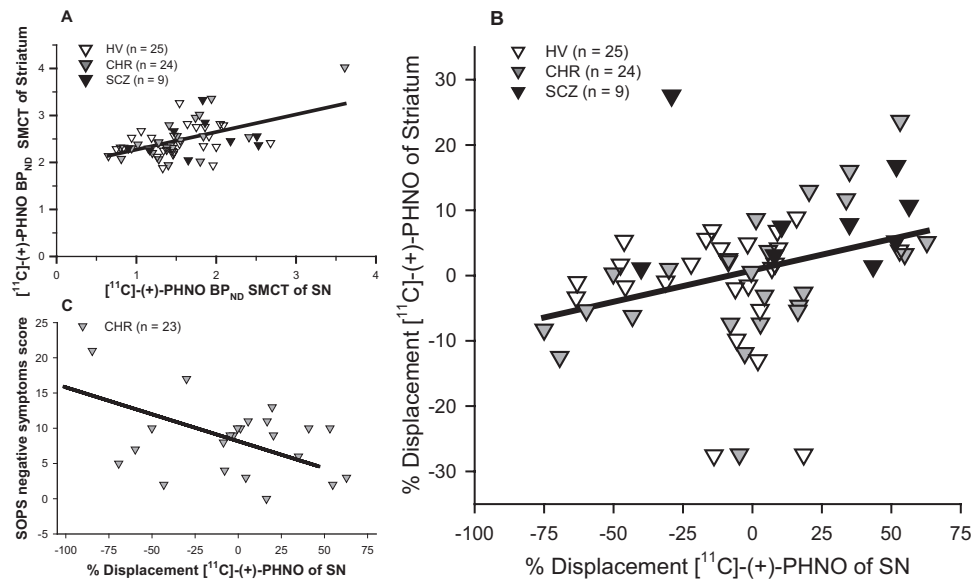 A
HV (n = 25)
CHR (n = 24)
SCZ (n = 9)
[¹¹C]-(+)-PHNO BP_ND SMCT of Striatum
4
3
2
1
0
0 1 2 3 4
[¹¹C]-(+)-PHNO BP_ND SMCT of SN
B
HV (n = 25)
CHR (n = 24)
SCZ (n = 9)
% Displacement [¹¹C]-(+)-PHNO of Striatum
30
20
10
0
-10
-20
-30
-75 -50 -25 0 25 50 75
% Displacement [¹¹C]-(+)-PHNO of SN
C
CHR (n = 23)
SOPS negative symptoms score
25
20
15
10
5
0
-5
-100 -75 -50 -25 0 25 50 75
% Displacement [¹¹C]-(+)-PHNO of SN